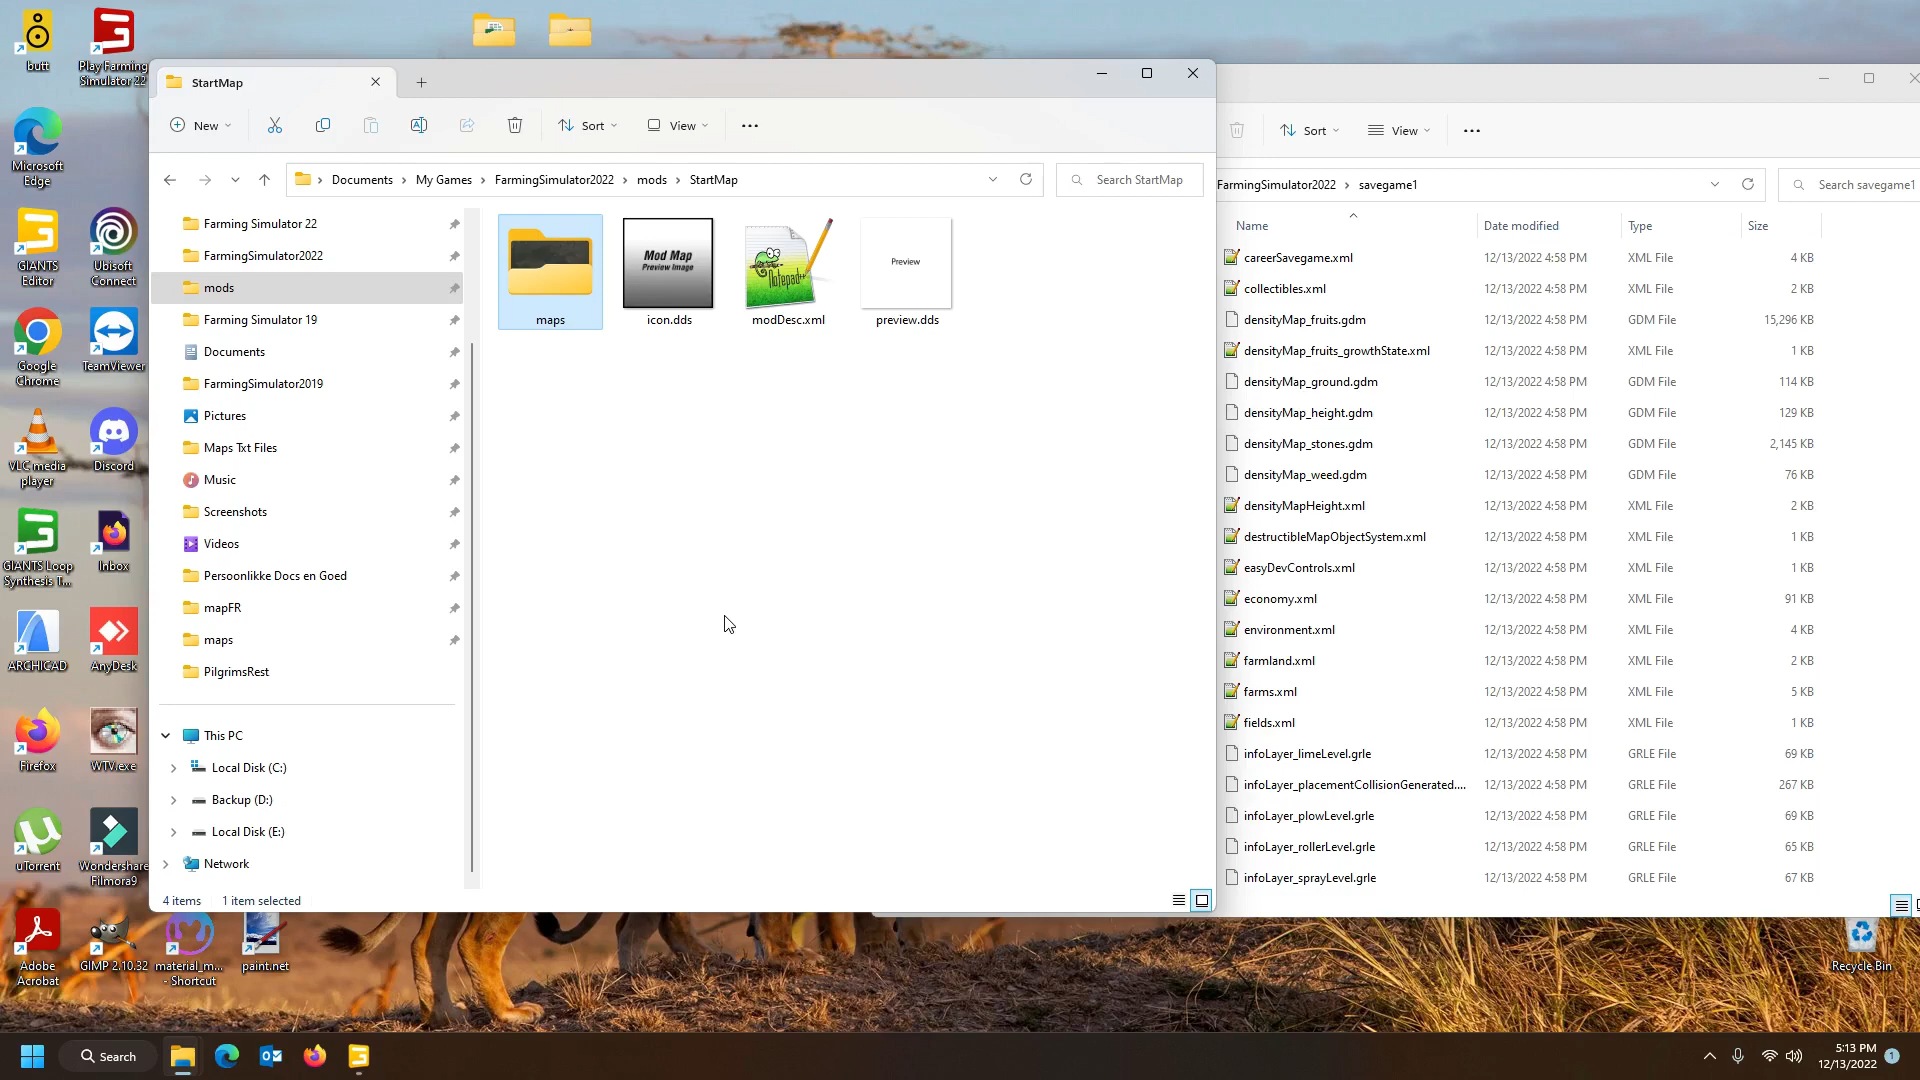 butt
Play Farming
Simulator 22
Microsoft
Edge
GIANTS
Editor
Ubisoft
Connect
Google
Chrome
TeamViewer
VLC media
player
Discord
GIANTS Loop
Synthesis T...
Inbox
ARCHICAD
AnyDesk
Firefox
WTV.exe
uTorrent
Wondershare
Filmora9
Adobe
Acrobat
GIMP 2.10.32
material_m...
- Shortcut
paint.net
StartMap
New
Sort
View
Documents
My Games
FarmingSimulator2022
mods
StartMap
Search StartMap
Farming Simulator 22
FarmingSimulator2022
mods
Farming Simulator 19
Documents
FarmingSimulator2019
Pictures
Maps Txt Files
Music
Screenshots
Videos
Persoonlikke Docs en Goed
mapFR
maps
PilgrimsRest
This PC
Local Disk (C:)
Backup (D:)
Local Disk (E:)
Network
maps
Mod Map
Preview Image
icon.dds
Notepad++
modDesc.xml
Preview
preview.dds
4 items
1 item selected
Sort
View
FarmingSimulator2022
savegame1
Search savegame1
Name Date modified Type Size
careerSavegame.xml 12/13/2022 4:58 PM XML File 4 KB
collectibles.xml 12/13/2022 4:58 PM XML File 2 KB
densityMap_fruits.gdm 12/13/2022 4:58 PM GDM File 15,296 KB
densityMap_fruits_growthState.xml 12/13/2022 4:58 PM XML File 1 KB
densityMap_ground.gdm 12/13/2022 4:58 PM GDM File 114 KB
densityMap_height.gdm 12/13/2022 4:58 PM GDM File 129 KB
densityMap_stones.gdm 12/13/2022 4:58 PM GDM File 2,145 KB
densityMap_weed.gdm 12/13/2022 4:58 PM GDM File 76 KB
densityMapHeight.xml 12/13/2022 4:58 PM XML File 2 KB
destructibleMapObjectSystem.xml 12/13/2022 4:58 PM XML File 1 KB
easyDevControls.xml 12/13/2022 4:58 PM XML File 1 KB
economy.xml 12/13/2022 4:58 PM XML File 91 KB
environment.xml 12/13/2022 4:58 PM XML File 4 KB
farmland.xml 12/13/2022 4:58 PM XML File 2 KB
farms.xml 12/13/2022 4:58 PM XML File 5 KB
fields.xml 12/13/2022 4:58 PM XML File 1 KB
infoLayer_limeLevel.grle 12/13/2022 4:58 PM GRLE File 69 KB
infoLayer_placementCollisionGenerated.... 12/13/2022 4:58 PM GRLE File 267 KB
infoLayer_plowLevel.grle 12/13/2022 4:58 PM GRLE File 69 KB
infoLayer_rollerLevel.grle 12/13/2022 4:58 PM GRLE File 65 KB
infoLayer_sprayLevel.grle 12/13/2022 4:58 PM GRLE File 67 KB
Recycle Bin
Search
5:13 PM
12/13/2022
1